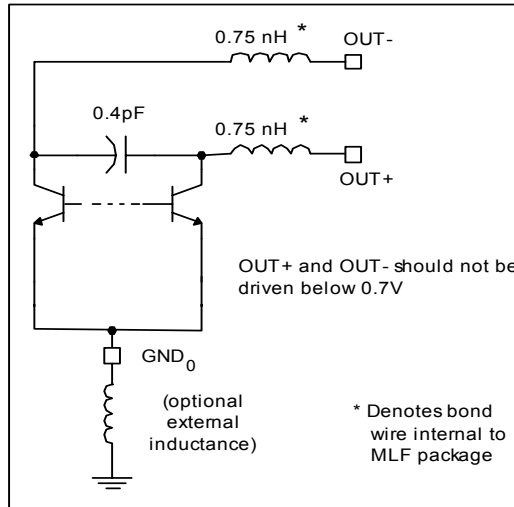 0.75 nH *
OUT-
0.4pF
0.75 nH *
OUT+
OUT+ and OUT- should not be
driven below 0.7V
GND0
(optional
external
inductance)
* Denotes bond
wire internal to
MLF package